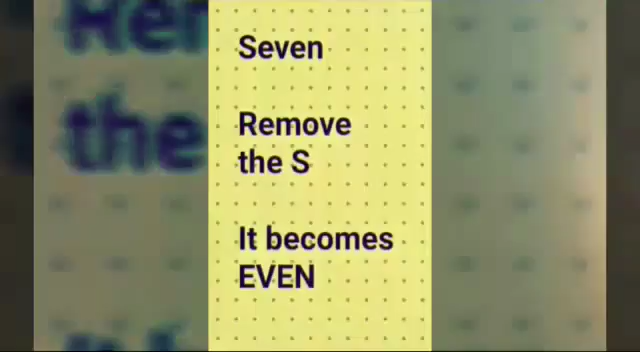 Seven
Remove
the S
It becomes
EVEN